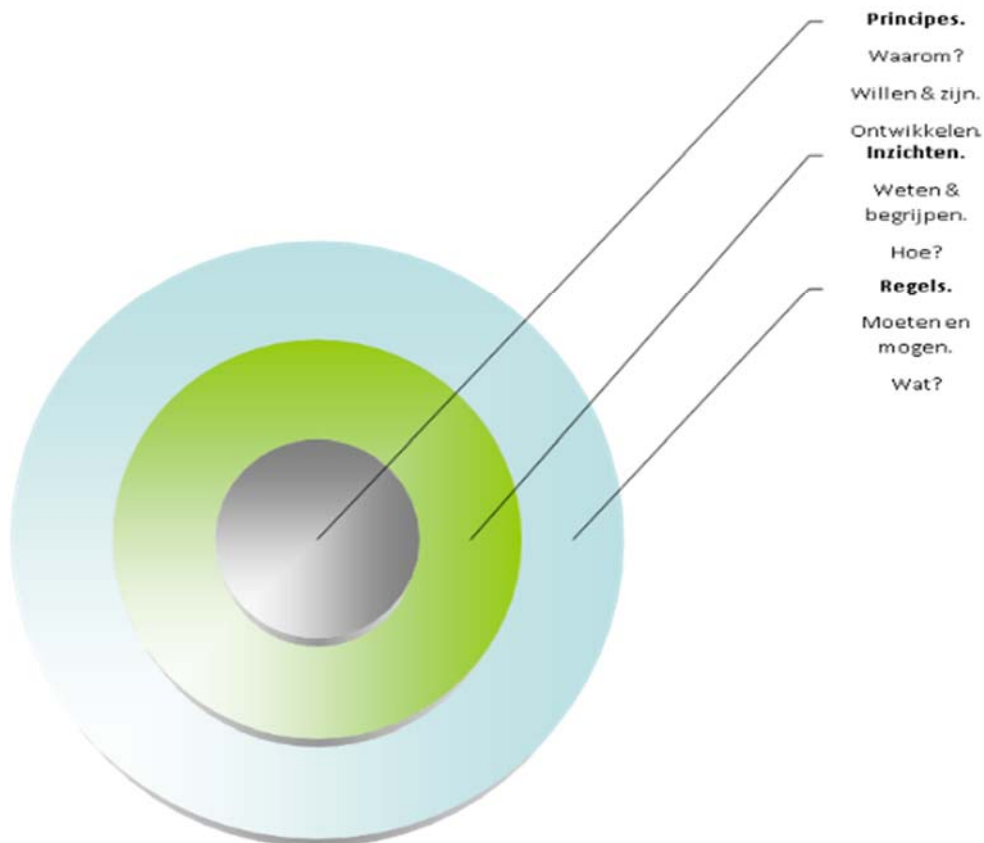 Principes.
Waarom?
Willen & zijn.
Ontwikkelen.
Inzichten.
Weten &
begrijpen.
Hoe?
Regels.
Moeten en
mogen.
Wat?